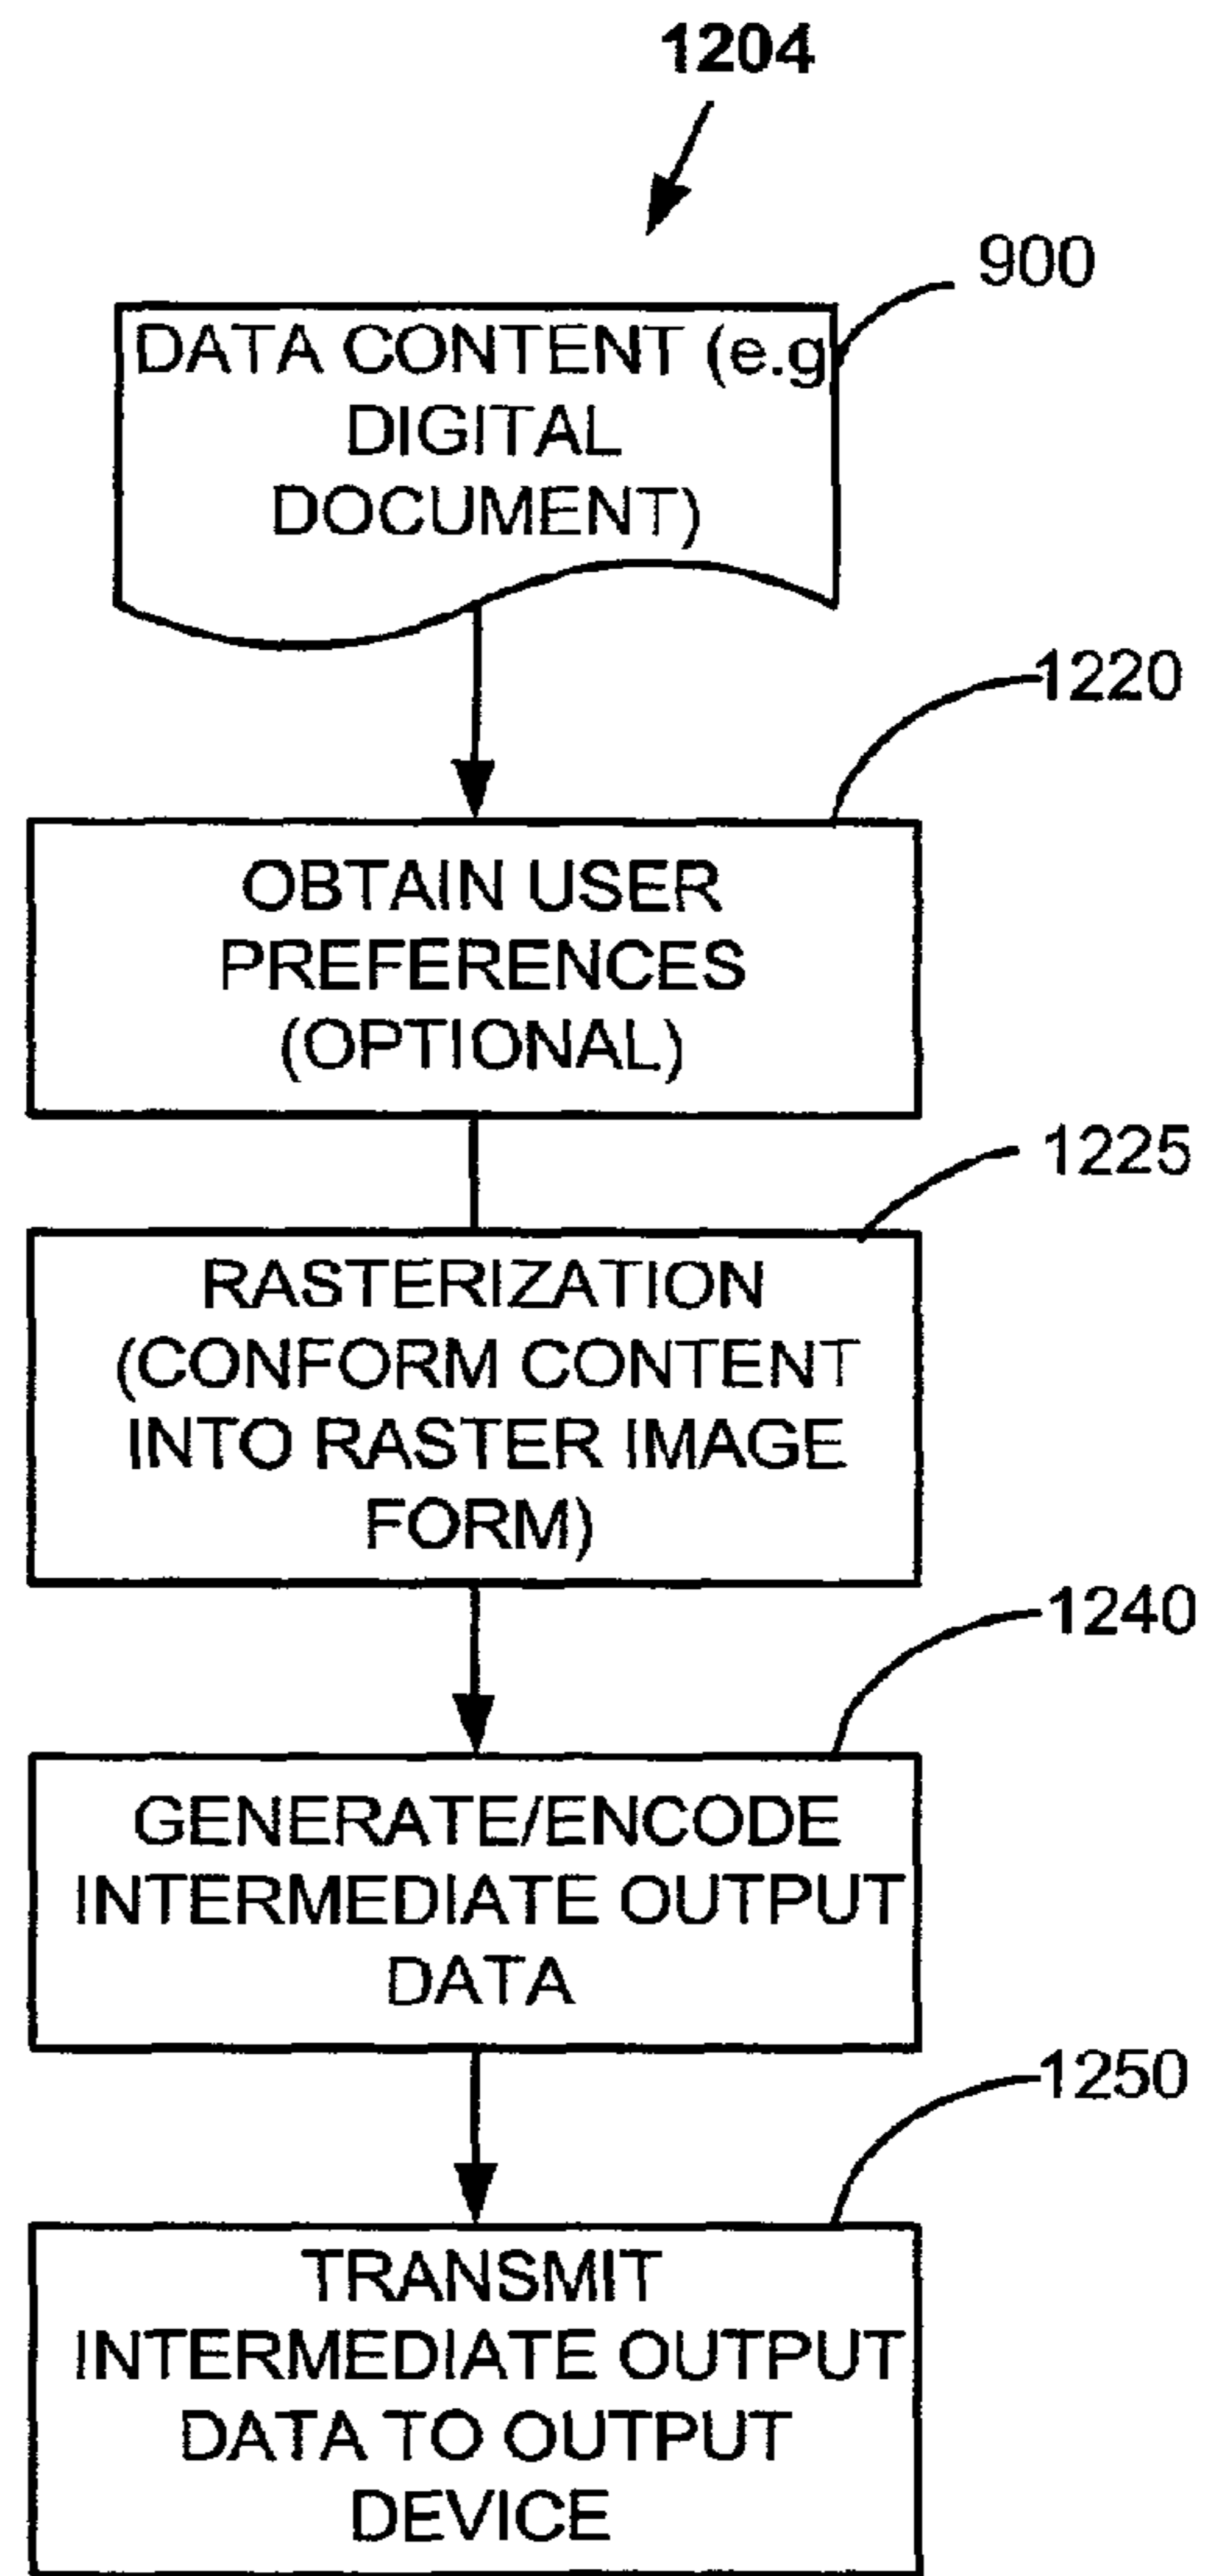 1204
900
DATA CONTENT (e.g
DIGITAL
DOCUMENT)
1220
OBTAIN USER
PREFERENCES
(OPTIONAL)
1225
RASTERIZATION
(CONFORM CONTENT
INTO RASTER IMAGE
FORM)
1240
GENERATE/ENCODE
INTERMEDIATE OUTPUT
DATA
1250
TRANSMIT
INTERMEDIATE OUTPUT
DATA TO OUTPUT
DEVICE